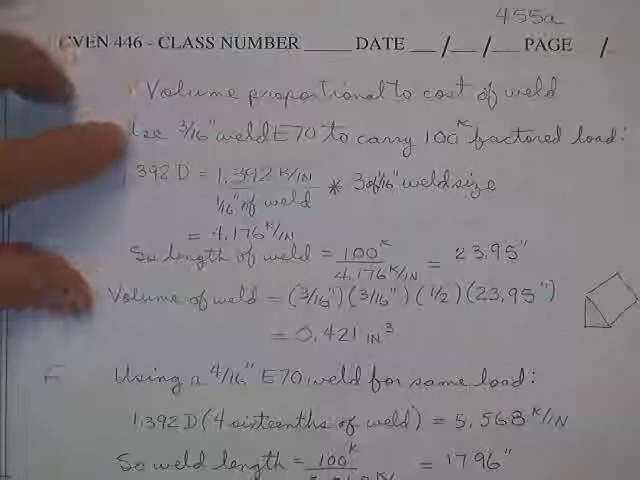 455a
CVEN 446 - CLASS NUMBER ____ DATE __/__/__ PAGE /
Volume proportional to cost of weld
Use 3/16" weld E70 to carry 100ᴷ factored load:
1.392 D = 1.392 K/IN / 1/16" of weld * 3 of 1/16" weld size
= 4.176 K/IN
So length of weld = 100ᴷ / 4.176 K/IN = 23.95"
Volume of weld = (3/16")(3/16")(1/2)(23.95")
= 0.421 IN³
Using a 4/16" E70 weld for same load:
1.392 D (4 sixteenths of weld) = 5.568 K/IN
So weld length = 100ᴷ = 17.96"